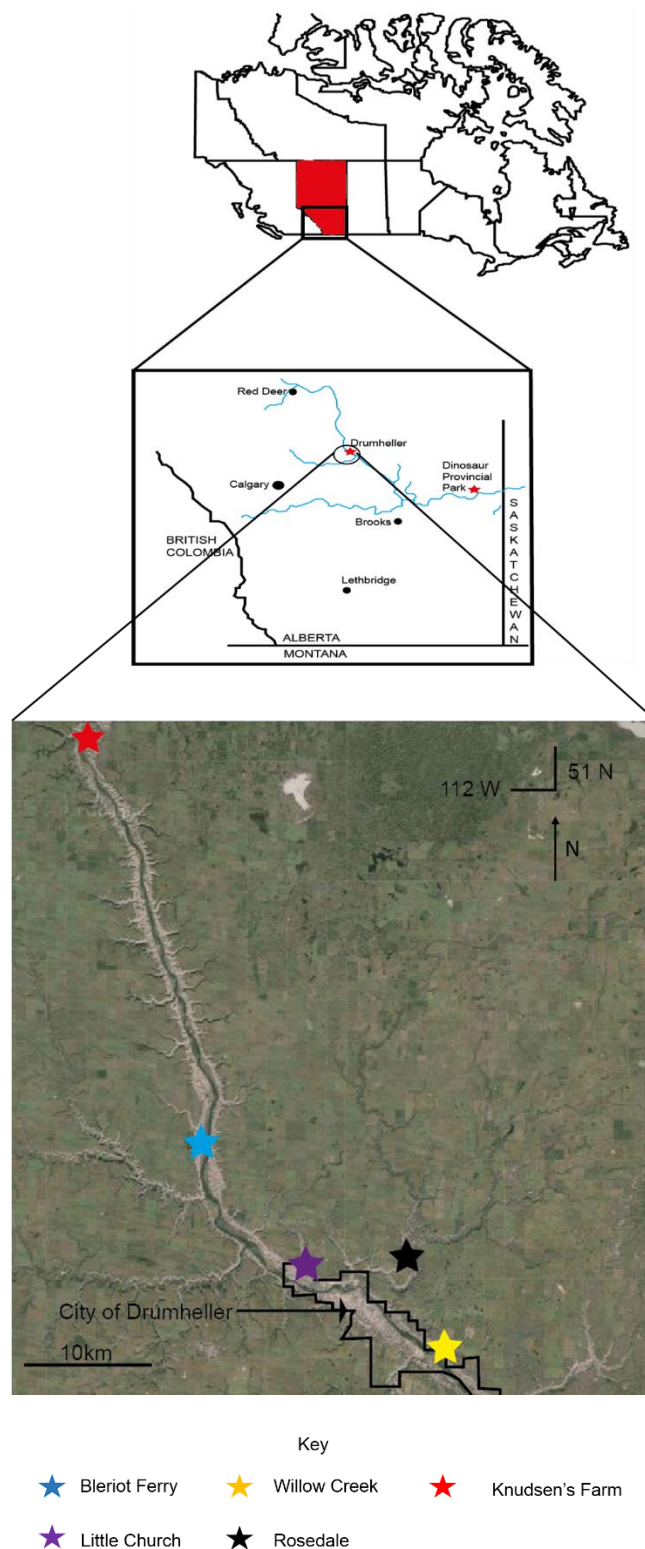 Red Deer
Drumheller
Dinosaur
Provincial
Park
Calgary
Brooks
BRITISH
COLOMBIA
Lethbridge
SASKATCHEWAN
ALBERTA
MONTANA
51 N
112 W
N
City of Drumheller
10km
Key
Bleriot Ferry
Willow Creek
Knudsen's Farm
Little Church
Rosedale